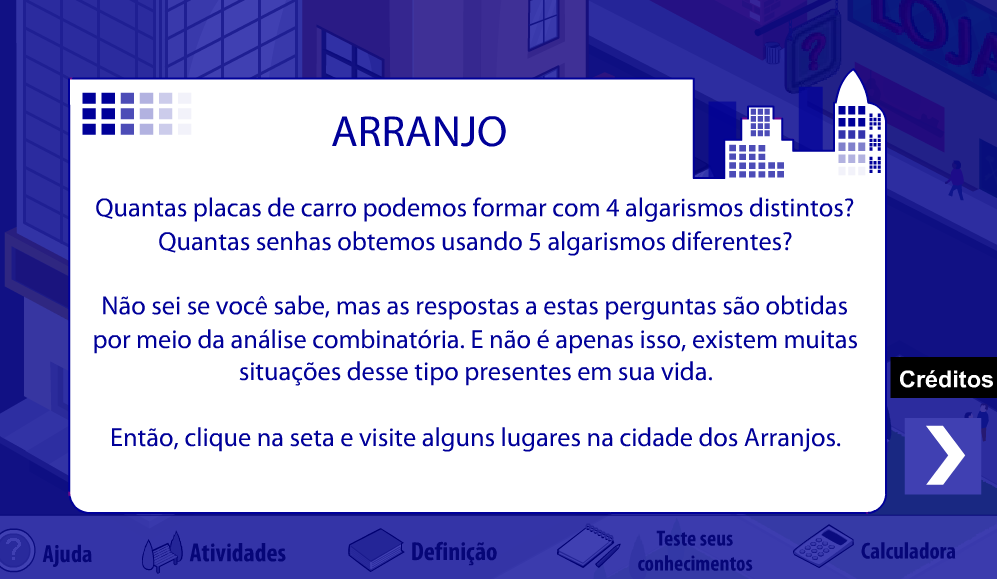 LOJA
?
ARRANJO
Quantas placas de carro podemos formar com 4 algarismos distintos?
Quantas senhas obtemos usando 5 algarismos diferentes?
Não sei se você sabe, mas as respostas a estas perguntas são obtidas
por meio da análise combinatória. E não é apenas isso, existem muitas
situações desse tipo presentes em sua vida.
Então, clique na seta e visite alguns lugares na cidade dos Arranjos.
Créditos
? Ajuda
Atividades
Definição
Teste seus
conhecimentos
Calculadora